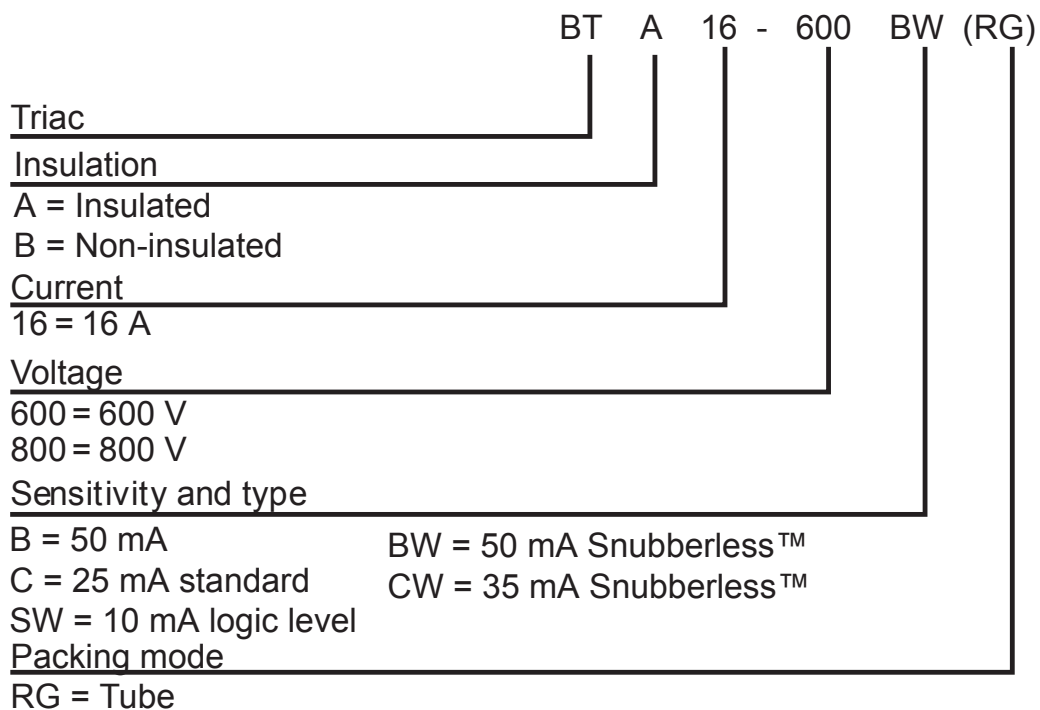 BT A 16 - 600 BW (RG)
Triac
Insulation
A = Insulated
B = Non-insulated
Current
16 = 16 A
Voltage
600 = 600 V
800 = 800 V
Sensitivity and type
B = 50 mA BW = 50 mA Snubberless™
C = 25 mA standard CW = 35 mA Snubberless™
SW = 10 mA logic level
Packing mode
RG = Tube